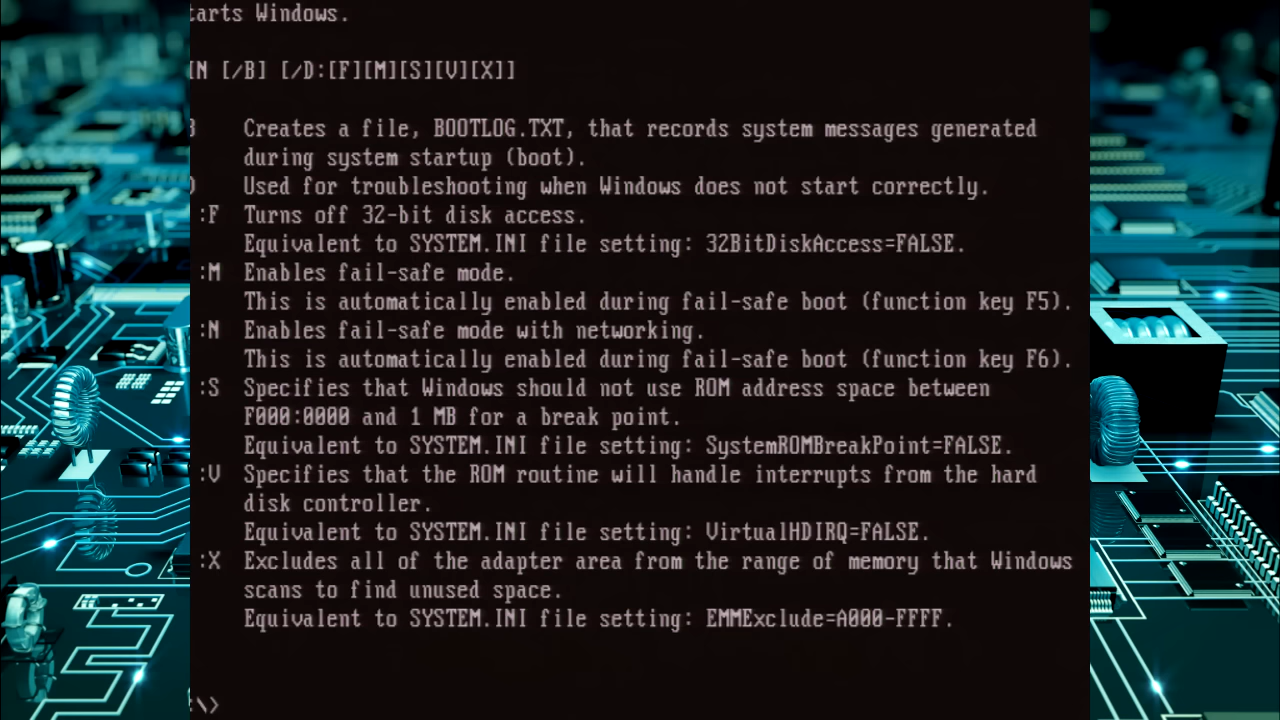 tarts Windows.
[N [/B] [/D:[F][M][S][V][X]]
Creates a file, BOOTLOG.TXT, that records system messages generated
during system startup (boot).
Used for troubleshooting when Windows does not start correctly.
:F Turns off 32-bit disk access.
Equivalent to SYSTEM.INI file setting: 32BitDiskAccess=FALSE.
:M Enables fail-safe mode.
This is automatically enabled during fail-safe boot (function key F5).
:N Enables fail-safe mode with networking.
This is automatically enabled during fail-safe boot (function key F6).
:S Specifies that Windows should not use ROM address space between
F000:0000 and 1 MB for a break point.
Equivalent to SYSTEM.INI file setting: SystemROMBreakPoint=FALSE.
:V Specifies that the ROM routine will handle interrupts from the hard
disk controller.
Equivalent to SYSTEM.INI file setting: VirtualHDIRQ=FALSE.
:X Excludes all of the adapter area from the range of memory that Windows
scans to find unused space.
Equivalent to SYSTEM.INI file setting: EMMExclude=A000-FFFF.
:\>